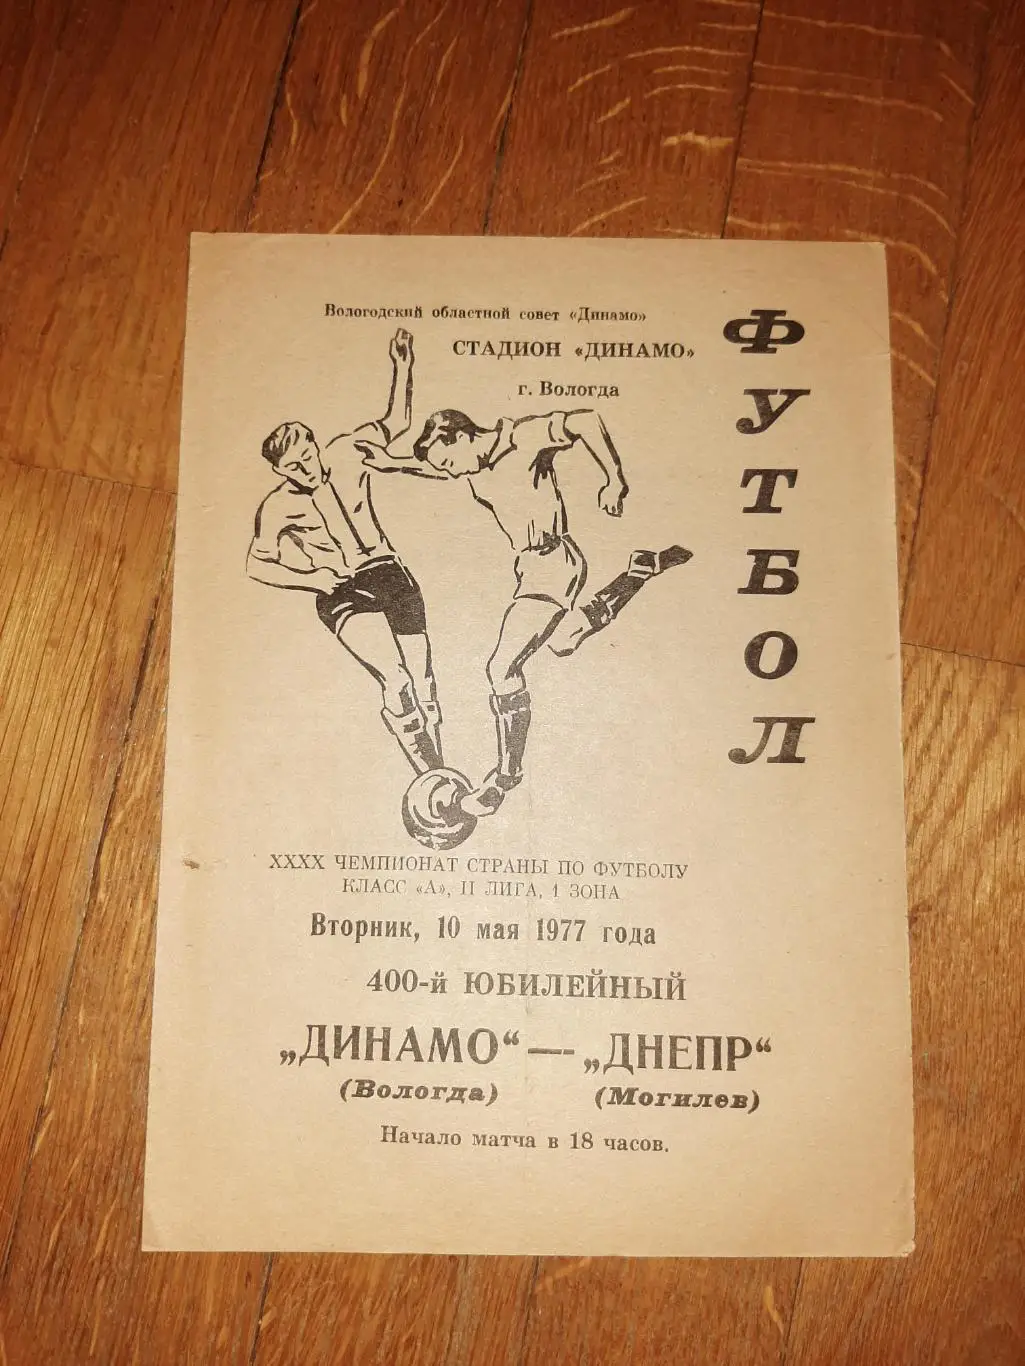 Вологодский областной совет «Динамо»
СТАДИОН «ДИНАМО»
г. Вологда
ФУТБОЛ
XXXX ЧЕМПИОНАТ СТРАНЫ ПО ФУТБОЛУ
КЛАСС «А», II ЛИГА, 1 ЗОНА
Вторник, 10 мая 1977 года
400-й ЮБИЛЕЙНЫЙ
„ДИНАМО“ — „ДНЕПР“
(Вологда) (Могилев)
Начало матча в 18 часов.